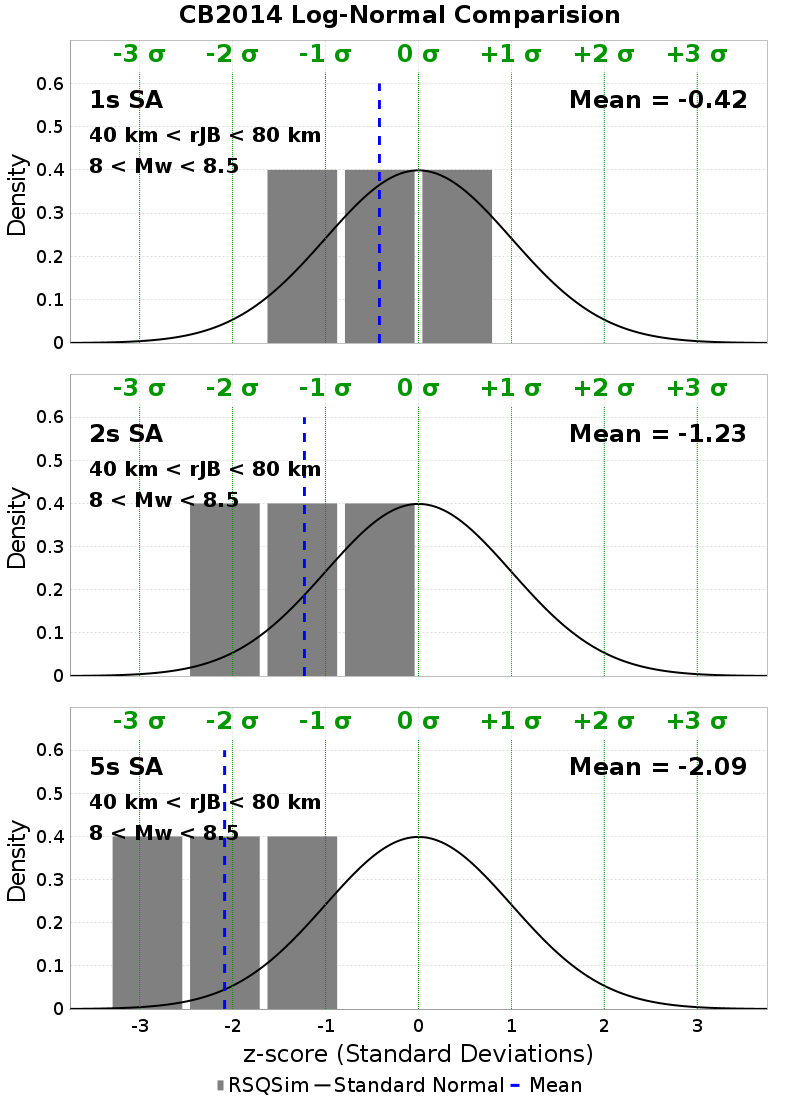 CB2014 Log-Normal Comparision
-3 σ -2 σ -1 σ 0 σ +1 σ +2 σ +3 σ
1s SA
Mean = -0.42
40 km < rJB < 80 km
8 < Mw < 8.5
Density
0.6
0.5
0.4
0.3
0.2
0.1
0
-3 σ -2 σ -1 σ 0 σ +1 σ +2 σ +3 σ
2s SA
Mean = -1.23
40 km < rJB < 80 km
8 < Mw < 8.5
Density
0.6
0.5
0.4
0.3
0.2
0.1
0
-3 σ -2 σ -1 σ 0 σ +1 σ +2 σ +3 σ
5s SA
Mean = -2.09
40 km < rJB < 80 km
8 < Mw < 8.5
Density
0.6
0.5
0.4
0.3
0.2
0.1
0
-3 -2 -1 0 1 2 3
z-score (Standard Deviations)
RSQSim Standard Normal Mean